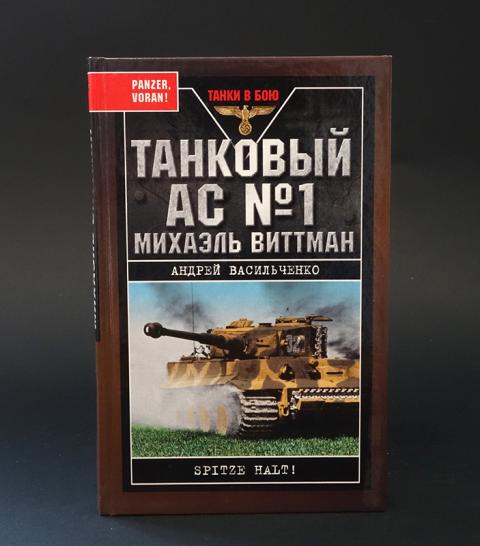 PANZER,
VORAN!
ТАНКИ В БОЮ
ТАНКОВЫЙ
АС №1
МИХАЭЛЬ ВИТТМАН
АНДРЕЙ ВАСИЛЬЧЕНКО
SPITZE HALT!